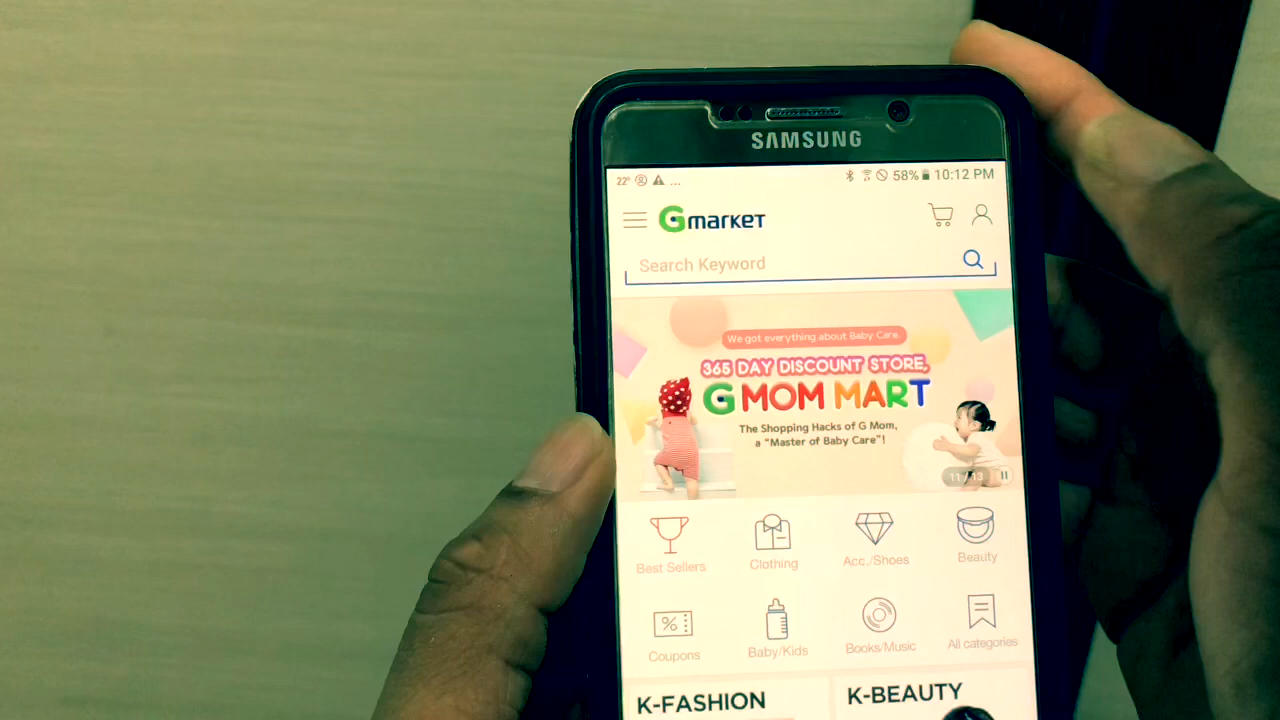 SAMSUNG
22° ... 58% 10:12 PM
Gmarket
Search Keyword
We got everything about Baby Care.
365 DAY DISCOUNT STORE,
G MOM MART
The Shopping Hacks of G Mom,
a “Master of Baby Care”!
11 / 13
Best Sellers Clothing Acc./Shoes Beauty
% 
Coupons Baby/Kids Books/Music All categories
K-FASHION K-BEAUTY